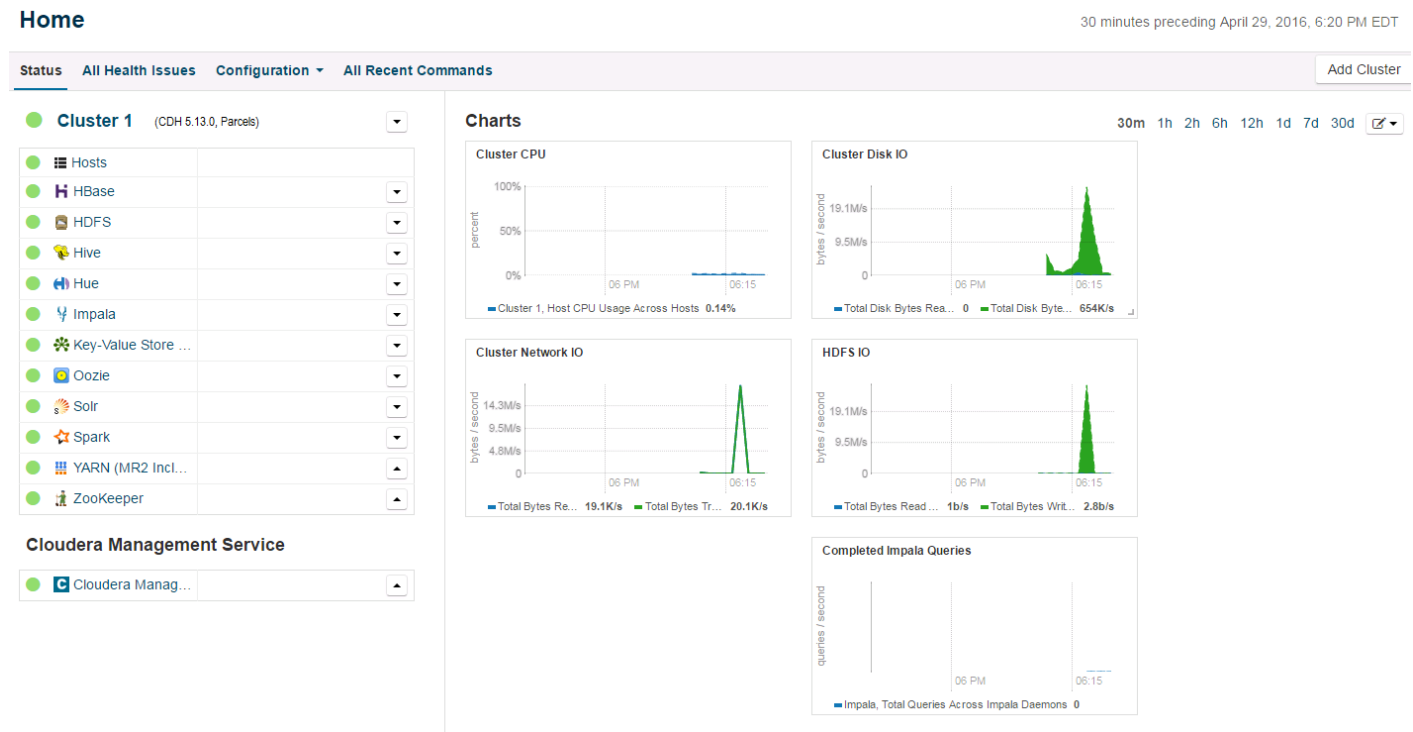 Home
30 minutes preceding April 29, 2016, 6:20 PM EDT
Status All Health Issues Configuration All Recent Commands
Add Cluster
Cluster 1 (CDH 5.13.0, Parcels)
Hosts
HBase
HDFS
Hive
Hue
Impala
Key-Value Store ...
Oozie
Solr
Spark
YARN (MR2 Incl...
ZooKeeper
Cloudera Management Service
Cloudera Manag...
Charts
30m 1h 2h 6h 12h 1d 7d 30d
Cluster CPU
percent
100%
50%
0%
06 PM 06:15
Cluster 1, Host CPU Usage Across Hosts 0.14%
Cluster Disk IO
bytes / second
19.1M/s
9.5M/s
0
06 PM 06:15
Total Disk Bytes Rea... 0 Total Disk Byte... 654K/s
Cluster Network IO
bytes / second
14.3M/s
9.5M/s
4.8M/s
0
06 PM 06:15
Total Bytes Re... 19.1K/s Total Bytes Tr... 20.1K/s
HDFS IO
bytes / second
19.1M/s
9.5M/s
0
06 PM 06:15
Total Bytes Read ... 1b/s Total Bytes Writ... 2.8b/s
Completed Impala Queries
queries / second
06 PM 06:15
Impala, Total Queries Across Impala Daemons 0